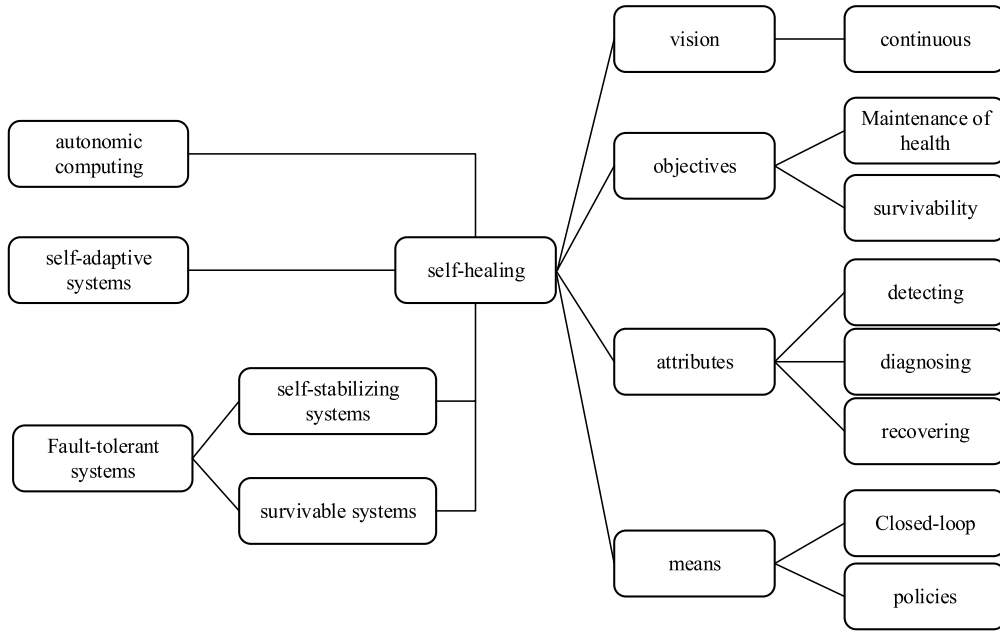 autonomic
computing
self-adaptive
systems
Fault-tolerant
systems
self-stabilizing
systems
survivable systems
self-healing
vision
continuous
objectives
Maintenance of
health
survivability
attributes
detecting
diagnosing
recovering
means
Closed-loop
policies